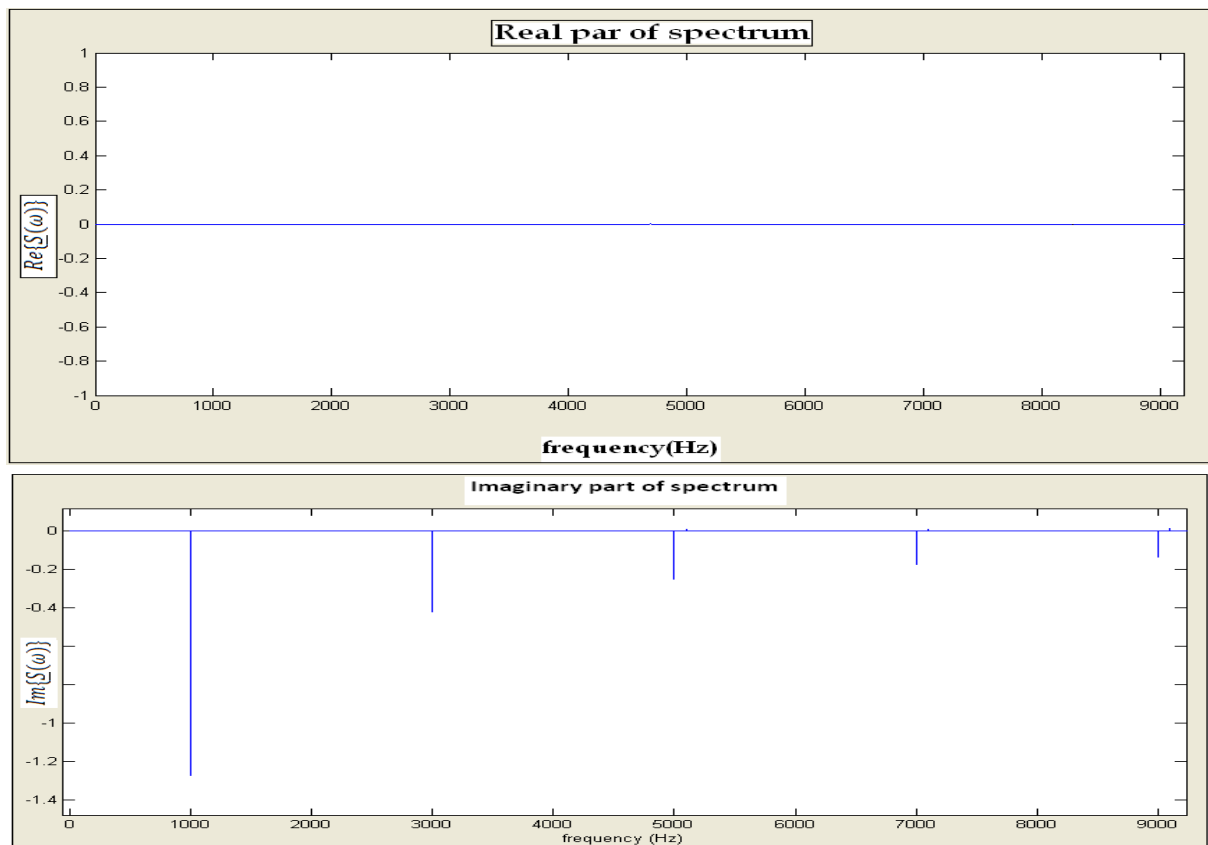 Real par of spectrum
1
0.8
0.6
0.4
0.2
0
-0.2
-0.4
-0.6
-0.8
-1
Re{S(ω)}
0 1000 2000 3000 4000 5000 6000 7000 8000 9000
frequency(Hz)
Imaginary part of spectrum
0
-0.2
-0.4
-1
-1.2
-1.4
Im{S(ω)}
0 1000 2000 3000 4000 5000 6000 7000 8000 9000
frequency (Hz)